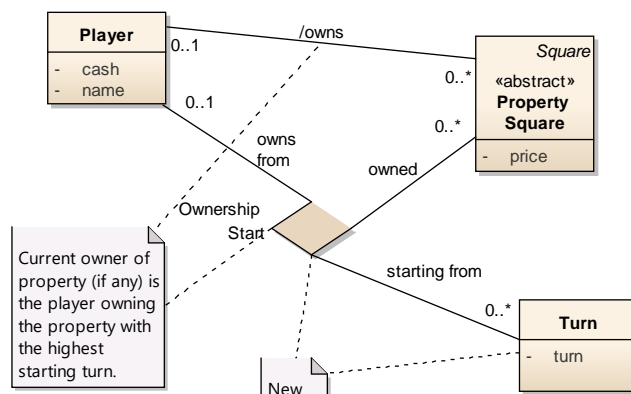 Player
- cash
- name
0..1
/owns
0..*
Square
«abstract»
Property
Square
- price
0..1
owns
from
0..*
owned
Ownership
Start
starting from
0..*
Turn
- turn
Current owner of
property (if any) is
the player owning
the property with
the highest
starting turn.
New